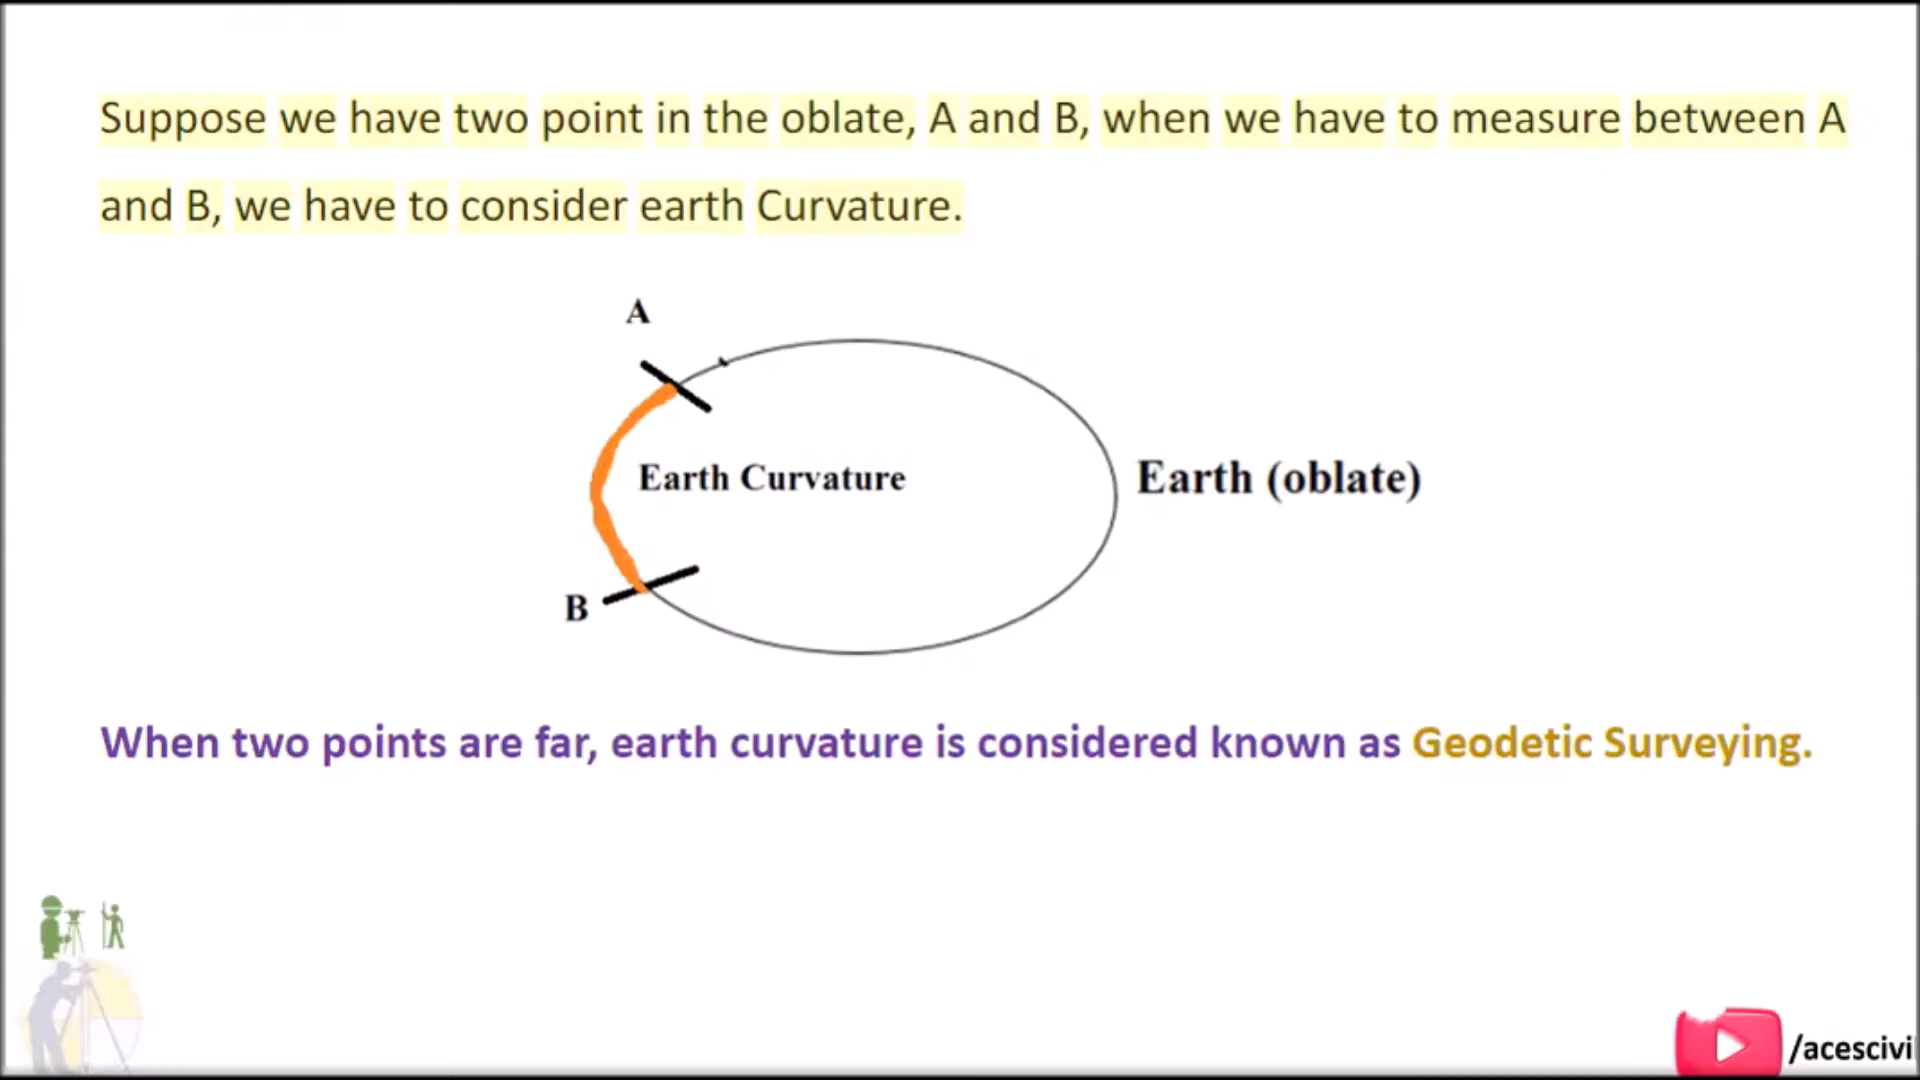 Suppose we have two point in the oblate, A and B, when we have to measure between A
and B, we have to consider earth Curvature.
A
Earth Curvature
Earth (oblate)
B
When two points are far, earth curvature is considered known as Geodetic Surveying.
/acescivi